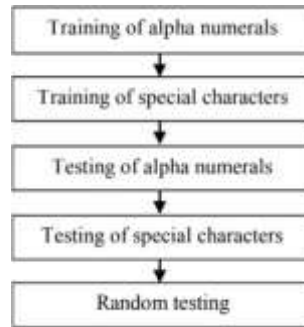 Training of alpha numerals
Training of special characters
Testing of alpha numerals
Testing of special characters
Random testing